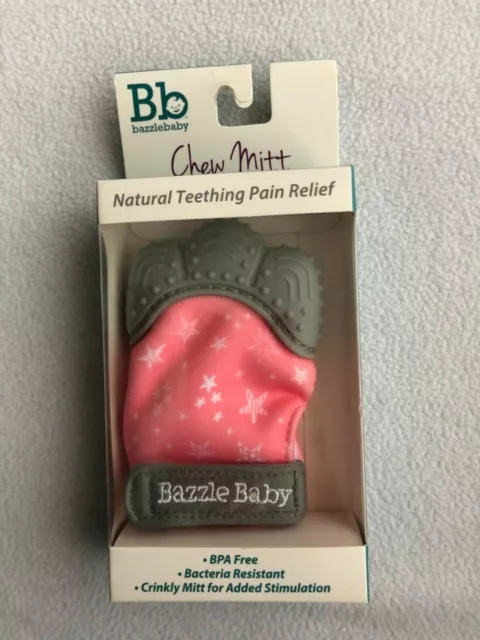 Bb
bazzlebaby
Chew Mitt
Natural Teething Pain Relief
Bazzle Baby
• BPA Free
• Bacteria Resistant
• Crinkly Mitt for Added Stimulation